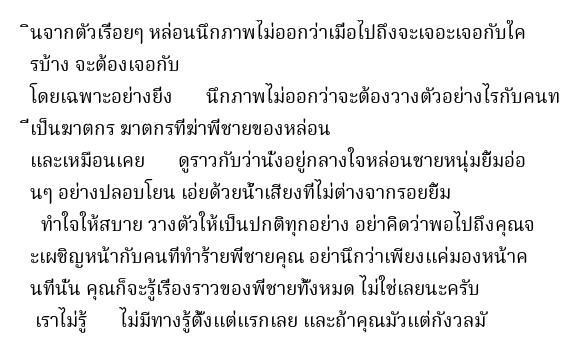 ินจากตัวเรื่อยๆ หล่อนนึกภาพไม่ออกว่าเมื่อไปถึงจะเจอะเจอกับใค
รบ้าง จะต้องเจอกับ
โดยเฉพาะอย่างยิ่ง นึกภาพไม่ออกว่าจะต้องวางตัวอย่างไรกับคนท
ี่เป็นฆาตกร ฆาตกรที่ฆ่าพี่ชายของหล่อน
และเหมือนเคย ดูราวกับว่านั่งอยู่กลางใจหล่อนชายหนุ่มยิ้มอ่อ
นๆ อย่างปลอบโยน เอ่ยด้วยน้ำเสียงที่ไม่ต่างจากรอยยิ้ม
ทำใจให้สบาย วางตัวให้เป็นปกติทุกอย่าง อย่าคิดว่าพอไปถึงคุณจ
ะเผชิญหน้ากับคนที่ทำร้ายพี่ชายคุณ อย่านึกว่าเพียงแค่มองหน้าค
นที่นั่น คุณก็จะรู้เรื่องราวของพี่ชายทั้งหมด ไม่ใช่เลยนะครับ
เราไม่รู้ ไม่มีทางรู้ตั้งแต่แรกเลย และถ้าคุณมัวแต่กังวลมั